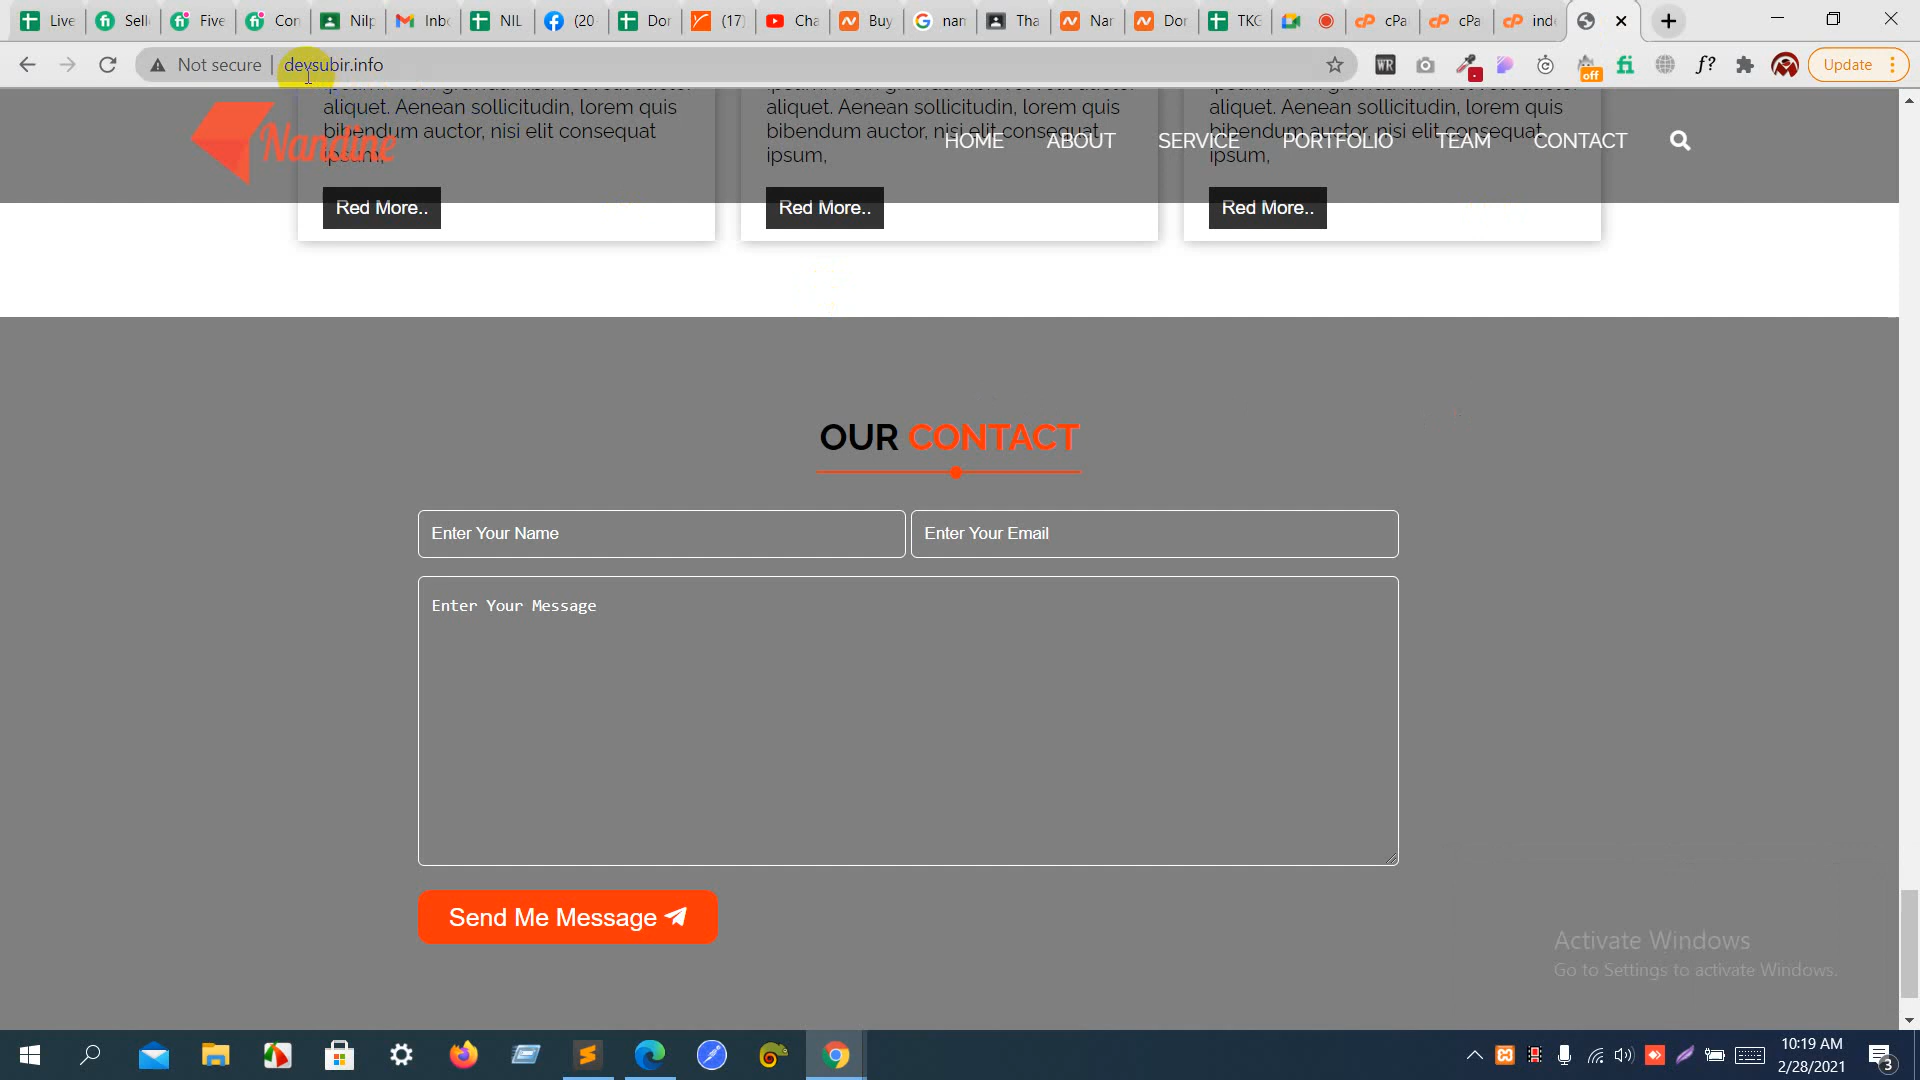 Live
Sell
Five
Con
Nilp
Inbo
NIL
(20
Dor
(17)
Cha
Buy
nam
Tha
Nar
Dor
TKG
cPa
cPa
inde
Not secure
devsubir.info
WR
off
f?
Update
aliquet. Aenean sollicitudin, lorem quis
bibendum auctor, nisi elit consequat
ipsum,
aliquet. Aenean sollicitudin, lorem quis
bibendum auctor, nisi elit consequat
ipsum,
aliquet. Aenean sollicitudin, lorem quis
bibendum auctor, nisi elit consequat
ipsum,
Nandine
HOME ABOUT SERVICE PORTFOLIO TEAM CONTACT
Red More..
Red More..
Red More..
OUR CONTACT
Enter Your Name
Enter Your Email
Enter Your Message
Send Me Message
Activate Windows
Go to Settings to activate Windows.
10:19 AM
2/28/2021
3